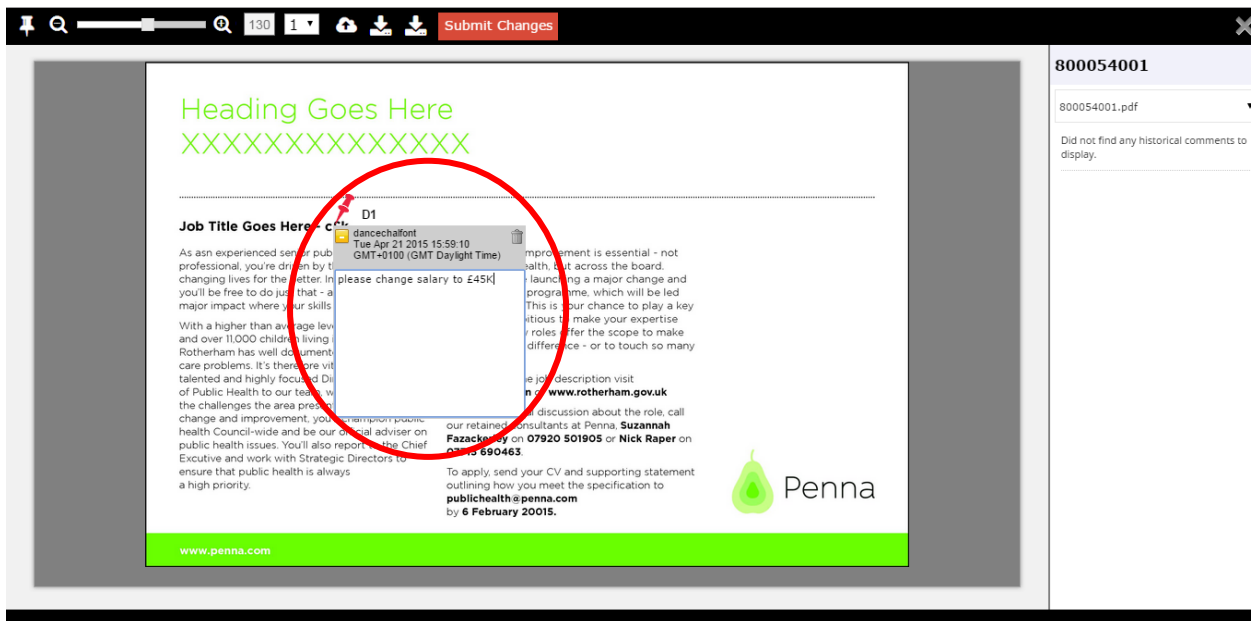 130 1 Submit Changes
800054001
800054001.pdf
Did not find any historical comments to
display.
Heading Goes Here
XXXXXXXXXXXXXX
D1
dancechalfont
Tue Apr 21 2015 15:59:10
GMT+0100 (GMT Daylight Time)
please change salary to £45K
Job Title Goes Here -
As asn experienced senior pub
professional, you're driven by t
changing lives for the better. In
you'll be free to do just that - a
major impact where your skills
With a higher than average leve
and over 11,000 children living
Rotherham has well documente
care problems. It's therefore vit
talented and highly focused Di
of Public Health to our team, w
the challenges the area presen
change and improvement, you'll champion public
health Council-wide and be our official adviser on
public health issues. You'll also report to the Chief
Excutive and work with Strategic Directors to
ensure that public health is always
a high priority.
improvement is essential - not
ealth, but across the board.
launching a major change and
programme, which will be led
This is your chance to play a key
bitious to make your expertise
roles offer the scope to make
difference - or to touch so many
e job description visit
n or www.rotherham.gov.uk
discussion about the role, call
our retained consultants at Penna, Suzannah
Fazackerley on 07920 501905 or Nick Raper on
690463.
To apply, send your CV and supporting statement
outlining how you meet the specification to
publichealth@penna.com
by 6 February 20015.
Penna
www.penna.com